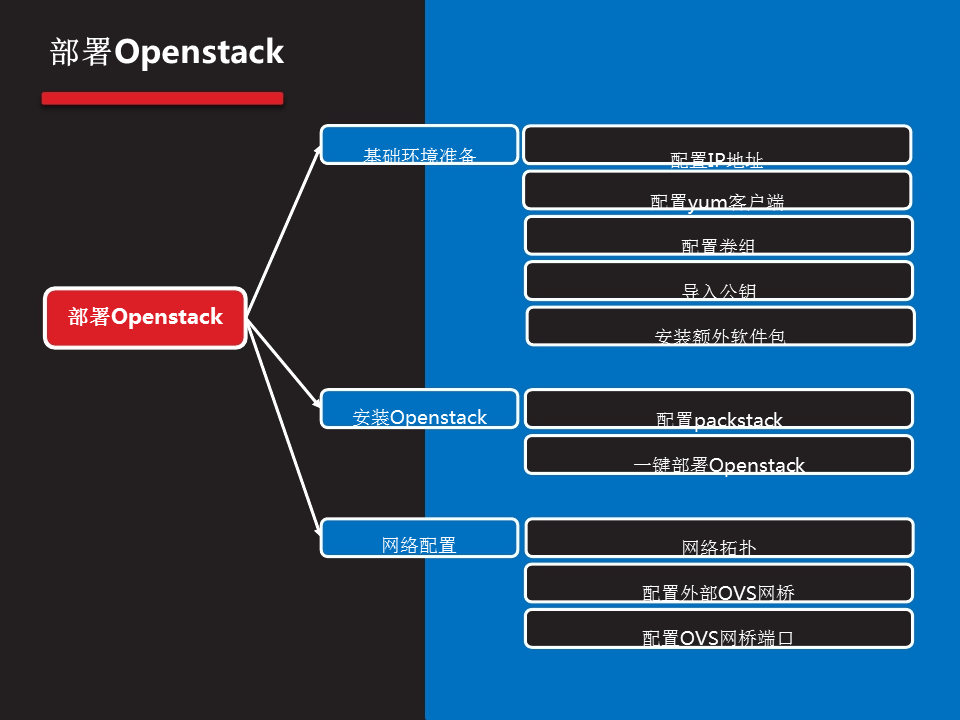 部署Openstack
部署Openstack
基础环境准备
配置IP地址
配置yum客户端
配置卷组
导入公钥
安装额外软件包
安装Openstack
配置packstack
一键部署Openstack
网络配置
网络拓扑
配置外部OVS网桥
配置OVS网桥端口